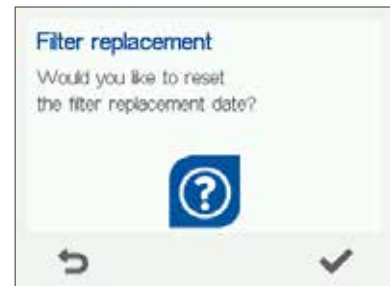 Filter replacement
Would you like to reset
the filter replacement date?